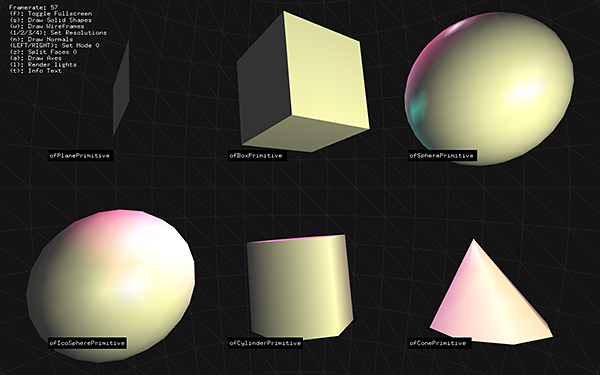 Framerate: 57
(f): Toggle Fullscreen
(s): Draw Solid Shapes
(w): Draw Wireframes
(1/2/3/4): Set Resolutions
(n): Draw Normals
(LEFT/RIGHT): Set Mode 0
(z): Split Faces 0
(a): Draw Axes
(l): Render lights
(t): Info Text
ofPlanePrimitive
ofBoxPrimitive
ofSpherePrimitive
ofIcoSpherePrimitive
ofCylinderPrimitive
ofConePrimitive